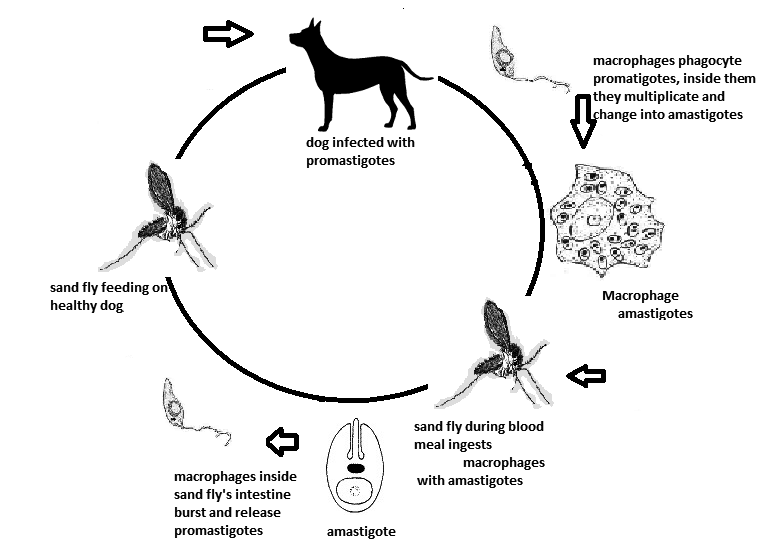 macrophages phagocyte
promatigotes, inside them
they multiplicate and
change into amastigotes
dog infected with
promastigotes
sand fly feeding on
healthy dog
Macrophage
amastigotes
sand fly during blood
meal ingests
macrophages
with amastigotes
macrophages inside
sand fly's intestine
burst and release
promastigotes
amastigote